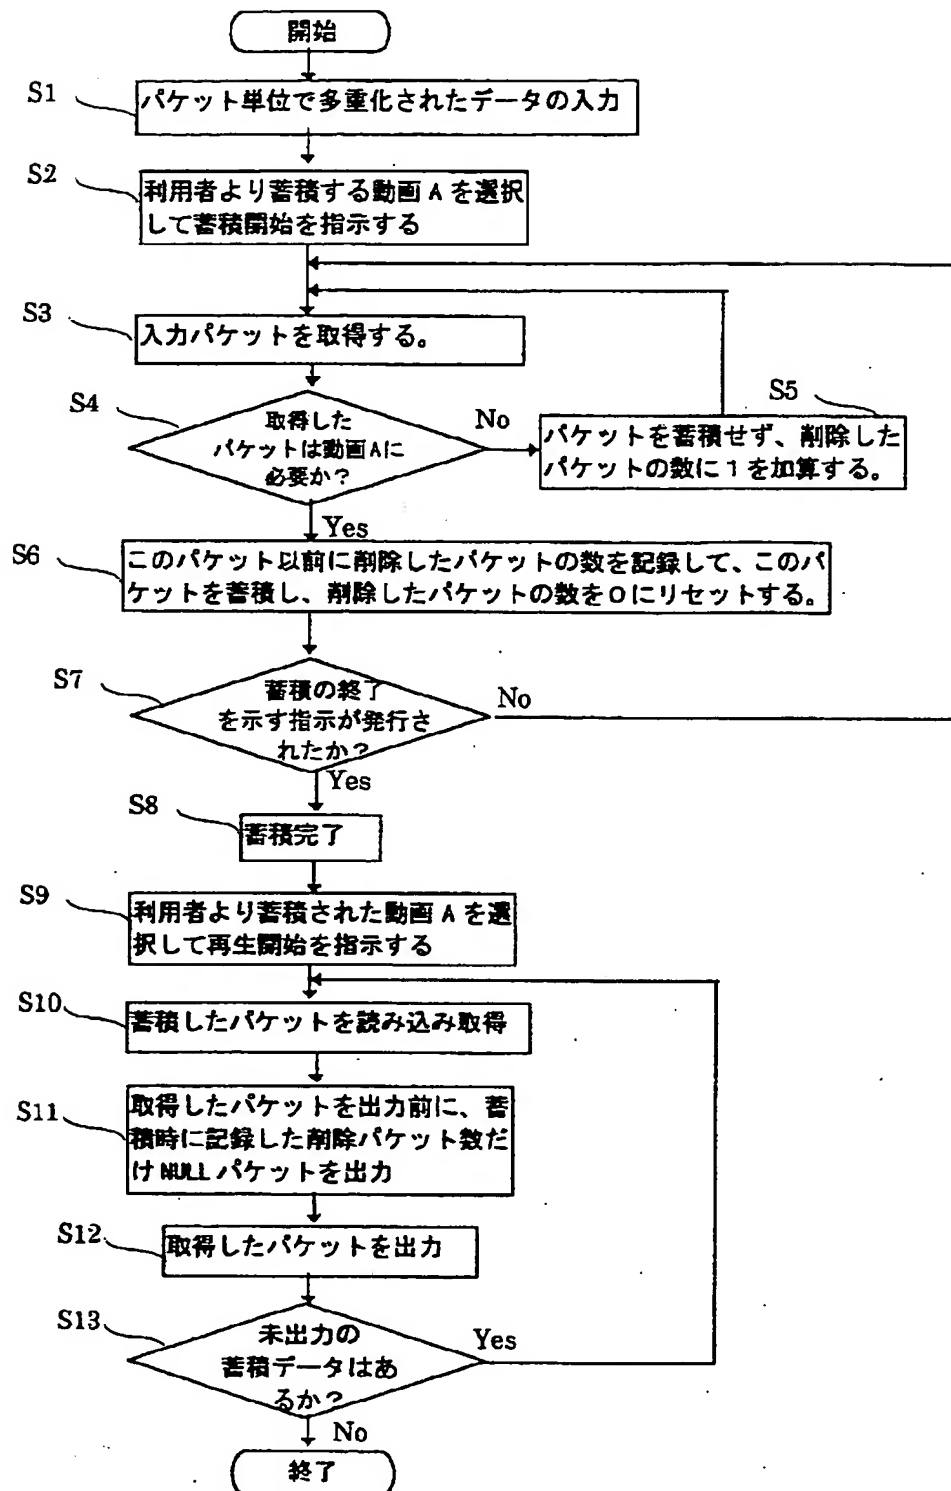 開始
S1
パケット単位で多重化されたデータの入力
S2
利用者より蓄積する動画Aを選択
して蓄積開始を指示する
S3
入力パケットを取得する。
S4
取得した
パケットは動画Aに
必要か?
No
S5
パケットを蓄積せず、削除した
パケットの数に1を加算する。
Yes
S6
このパケット以前に削除したパケットの数を記録して、このパ
ケットを蓄積し、削除したパケットの数を0にリセットする。
S7
蓄積の終了
を示す指示が発行さ
れたか?
No
Yes
S8
蓄積完了
S9
利用者より蓄積された動画Aを選
択して再生開始を指示する
S10
蓄積したパケットを読み込み取得
S11
取得したパケットを出力前に、蓄
積時に記録した削除パケット数だ
けNULLパケットを出力
S12
取得したパケットを出力
S13
未出力の
蓄積データはあ
るか?
Yes
No
終了